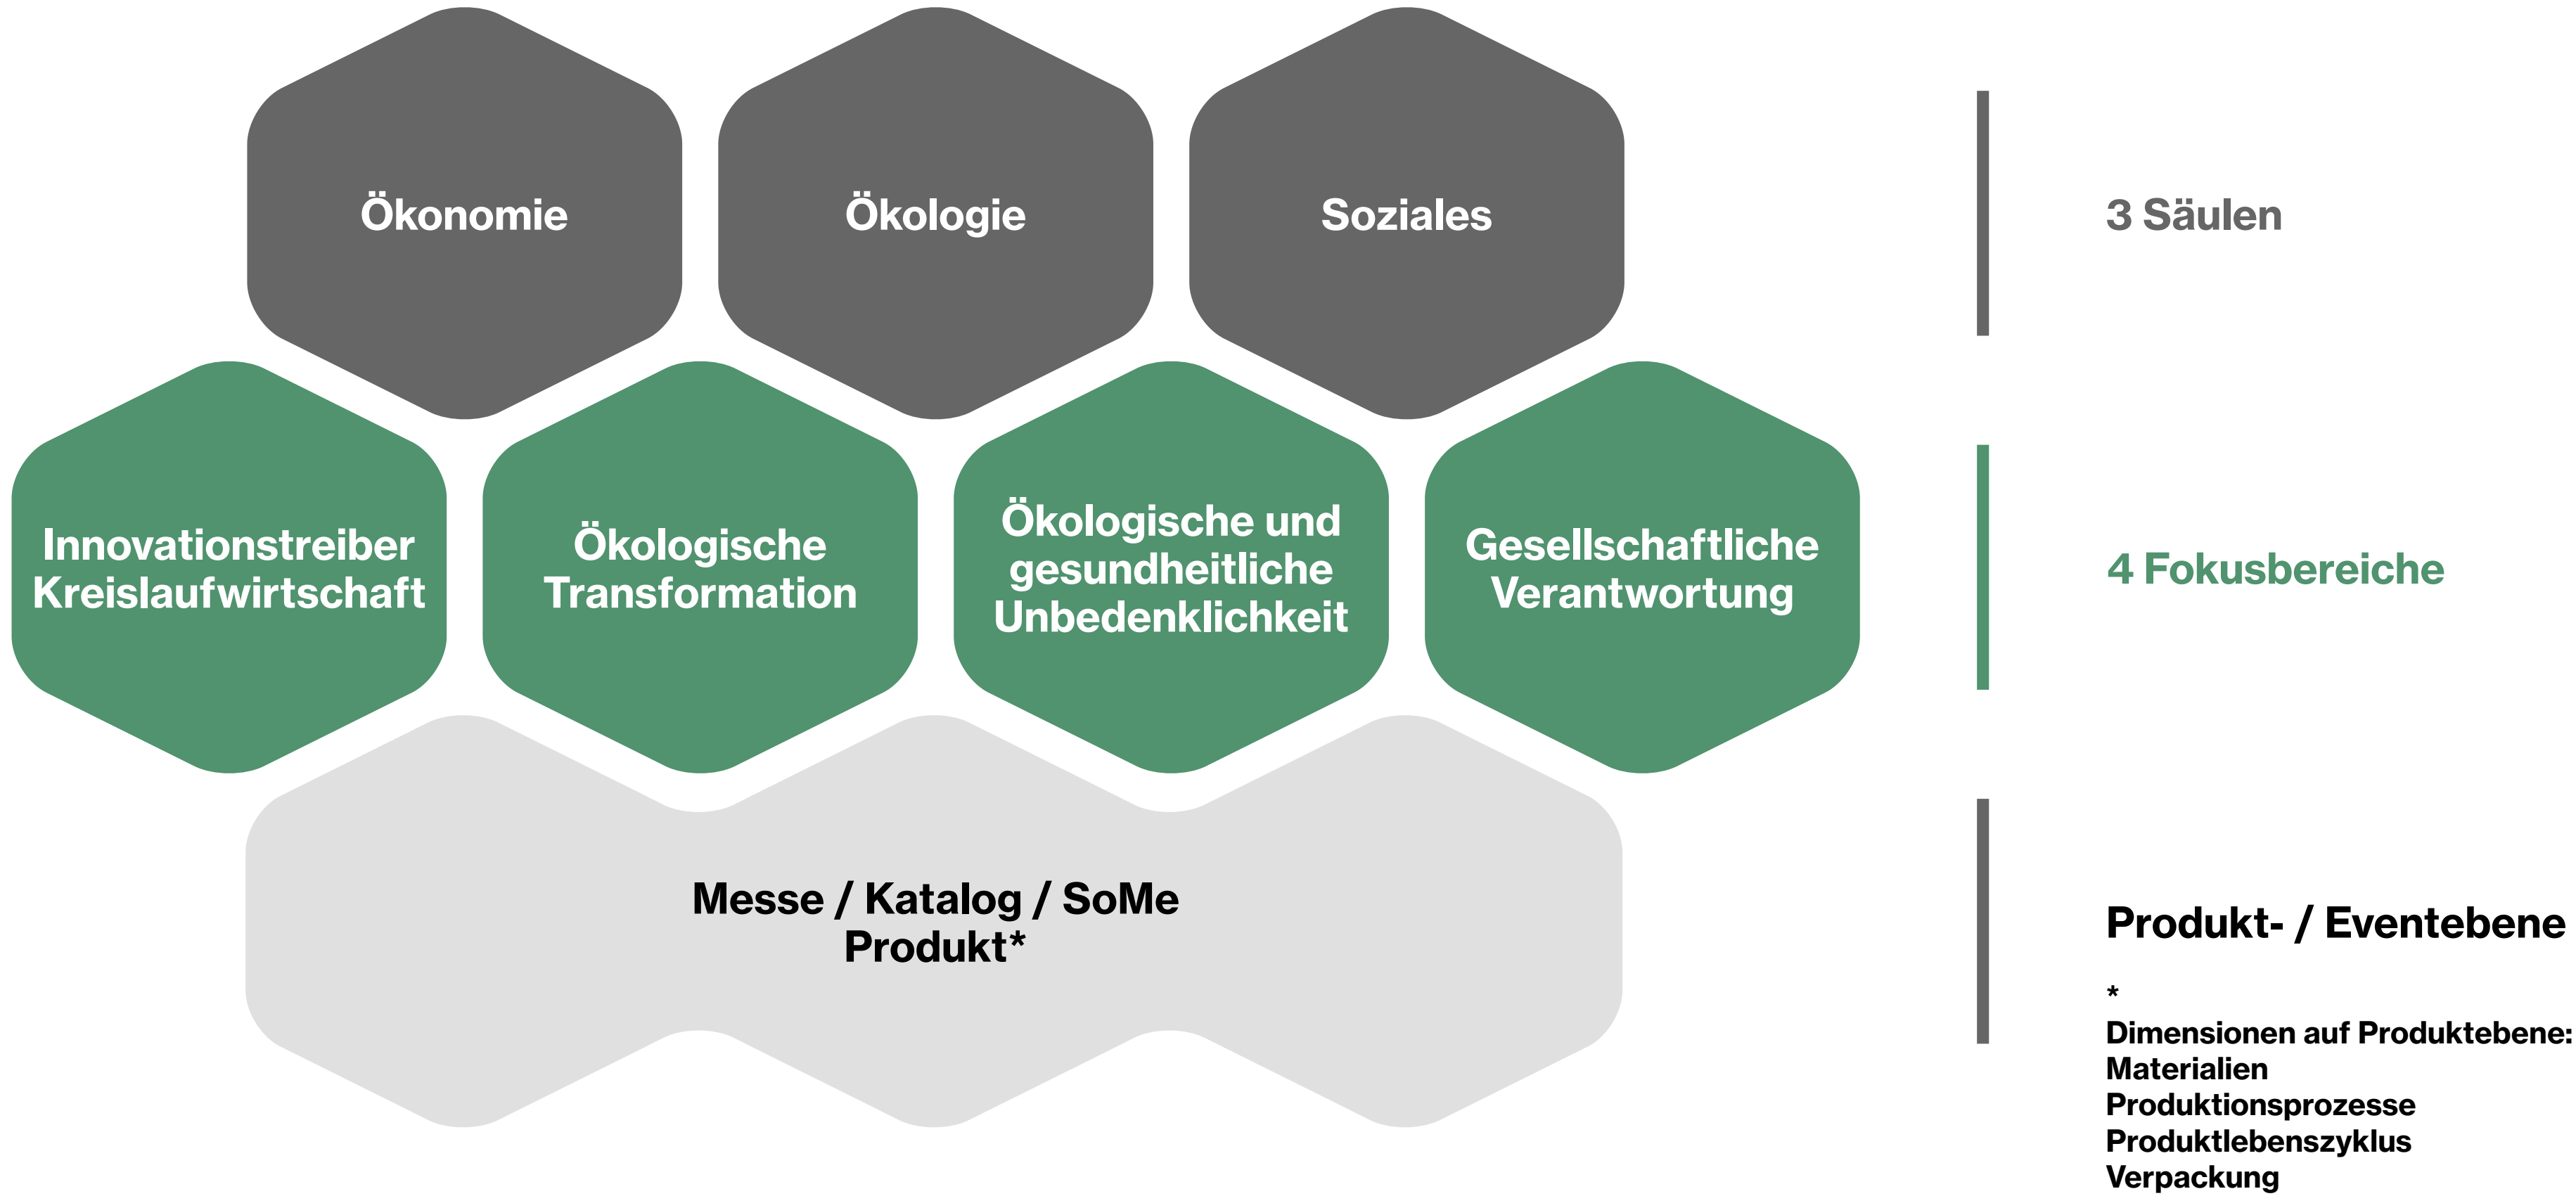 Ökonomie
Ökologie
Soziales
3 Säulen
Innovationstreiber
Kreislaufwirtschaft
Ökologische
Transformation
Ökologische und
gesundheitliche
Unbedenklichkeit
Gesellschaftliche
Verantwortung
4 Fokusbereiche
Messe / Katalog / SoMe
Produkt*
Produkt- / Eventebene
*
Dimensionen auf Produktebene:
Materialien
Produktionsprozesse
Produktlebenszyklus
Verpackung